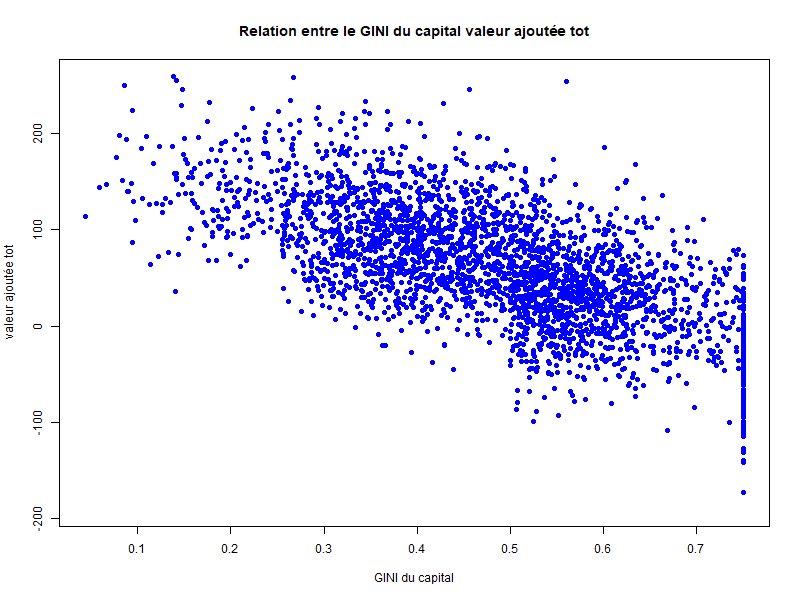 Relation entre le GINI du capital valeur ajoutée tot
valeur ajoutée tot
200
100
0
-100
-200
0.1 0.2 0.3 0.4 0.5 0.6 0.7
GINI du capital